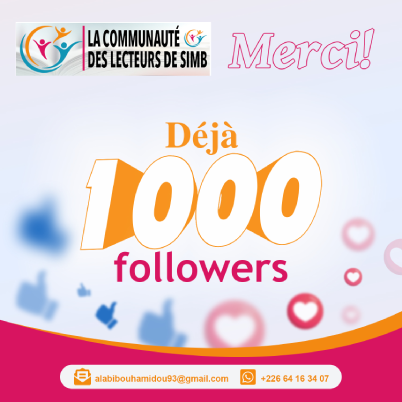 LA COMMUNAUTÉ
DES LECTEURS DE SIMB
Merci!
Déjà
1000
followers
alabibouhamidou93@gmail.com
+226 64 16 34 07